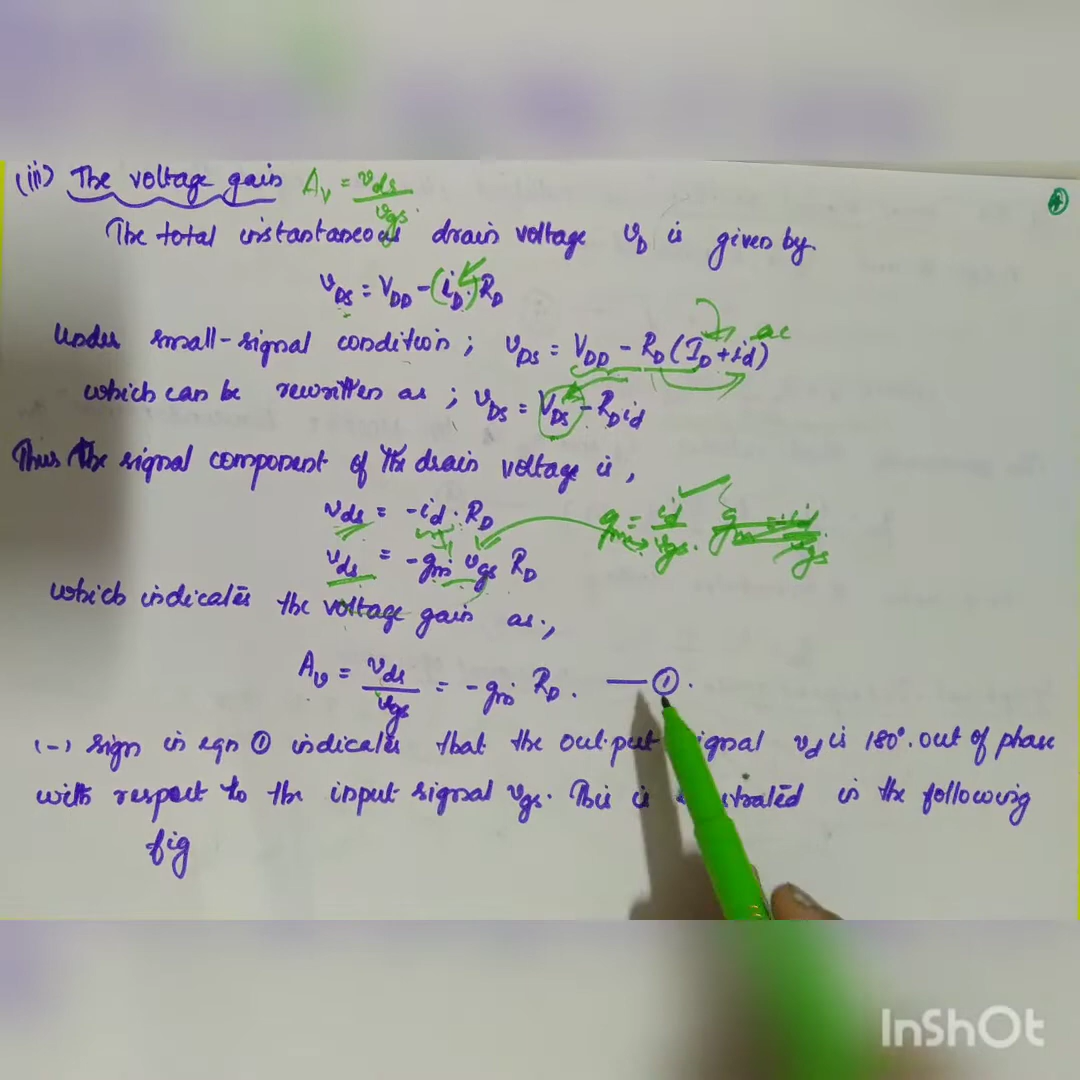 (iii) The voltage gain Av = vds/vgs
The total instantaneous drain voltage vD is given by
vDS = VDD - (iD.)RD
Under small-signal condition; vDS = VDD - RD(ID + id) ac
which can be rewritten as; vDS = VDS - RD id
Thus the signal component of the drain voltage is,
vds = -id . RD
gm = id/vgs.
vds = -gm vgs RD
which indicates the voltage gain as.,
Av = vds/vgs = -gm RD. — ①.
(-) sign in eqn ① indicates that the output signal vd is 180°. out of phase
with respect to the input signal vgs. This is in the following
fig
InShOt